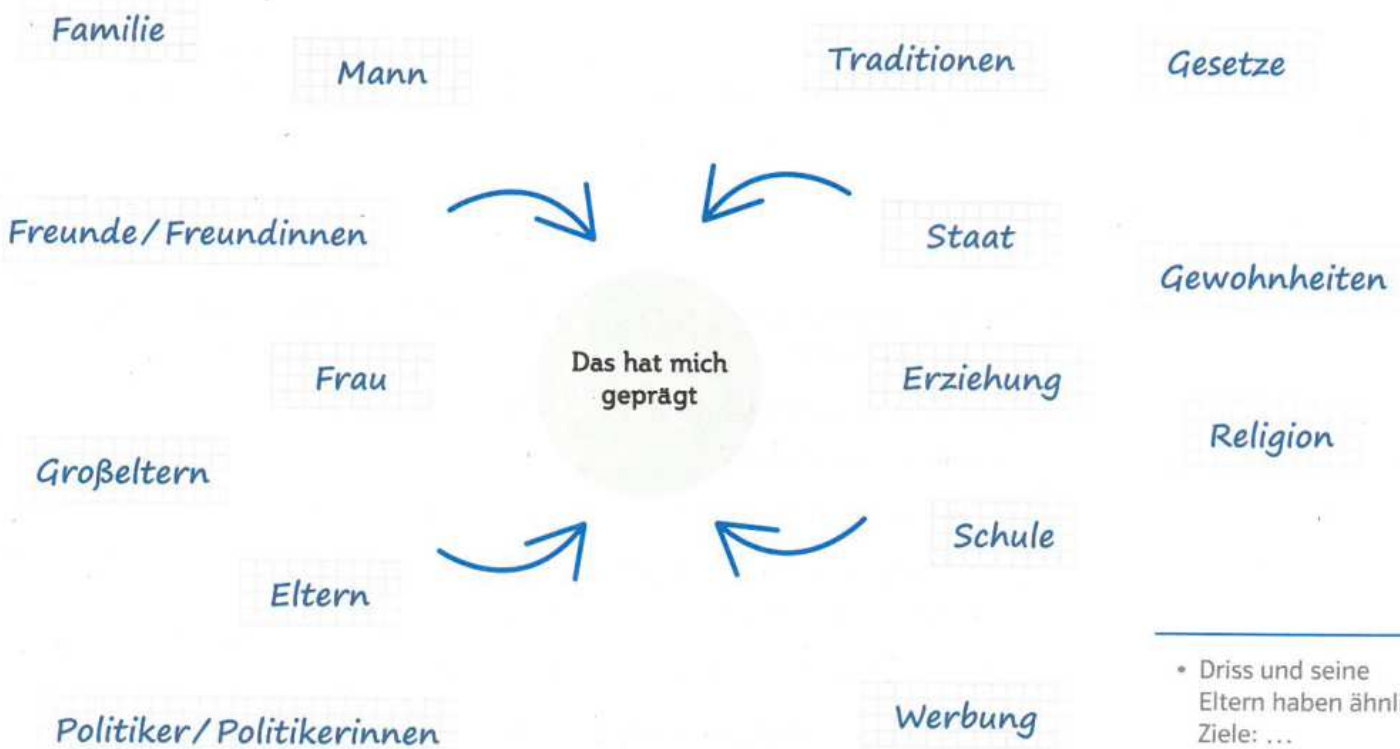 Familie
Mann
Traditionen
Gesetze
Freunde/Freundinnen
Staat
Gewohnheiten
Das hat mich
geprägt
Frau
Erziehung
Religion
Großeltern
Schule
Eltern
Politiker/Politikerinnen
Werbung
• Driss und seine
Eltern haben ähnli
Ziele: ...